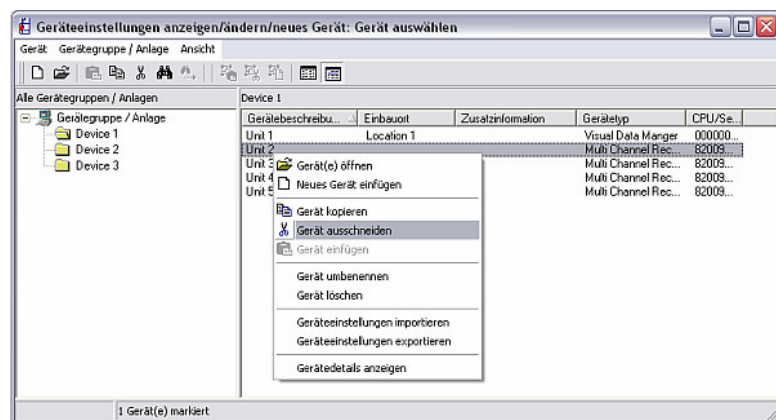 Geräteeinstellungen anzeigen/ändern/neues Gerät: Gerät auswählen
Gerät Gerätegruppe / Anlage Ansicht
Alle Gerätegruppen / Anlagen
Gerätegruppe / Anlage
Device 1
Device 2
Device 3
Device 1
Gerätebeschreibu... Einbauort Zusatzinformation Gerätetyp CPU/Se...
Unit 1 Location 1 Visual Data Manger 000000...
Unit 2 Multi Channel Rec... 82009...
Unit 3 Multi Channel Rec... 82009...
Unit 4 Multi Channel Rec... 82009...
Unit 5 Multi Channel Rec... 82009...
Gerät(e) öffnen
Neues Gerät einfügen
Gerät kopieren
Gerät ausschneiden
Gerät einfügen
Gerät umbenennen
Gerät löschen
Geräteeinstellungen importieren
Geräteeinstellungen exportieren
Gerätedetails anzeigen
1 Gerät(e) markiert